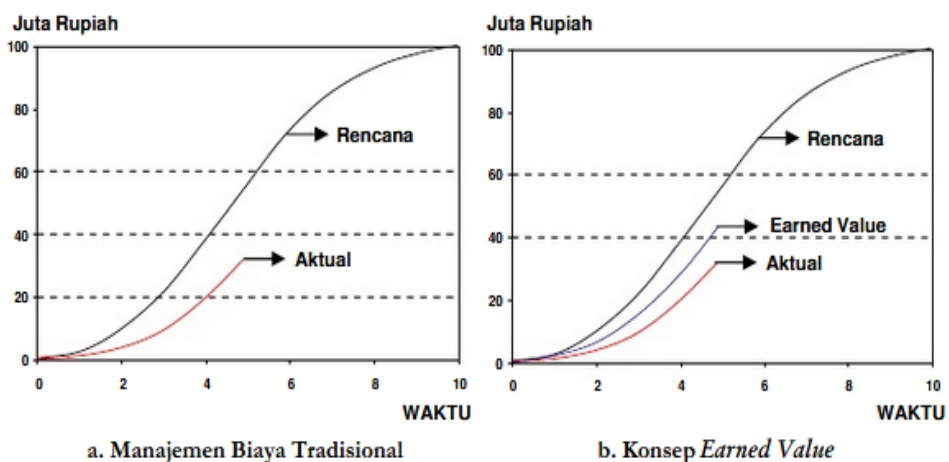 Juta Rupiah
100
80
60
40
20
0
Rencana
Aktual
0 2 4 6 8 10
WAKTU
a. Manajemen Biaya Tradisional
Juta Rupiah
100
80
60
40
20
0
Rencana
Earned Value
Aktual
0 2 4 6 8 10
WAKTU
b. Konsep Earned Value